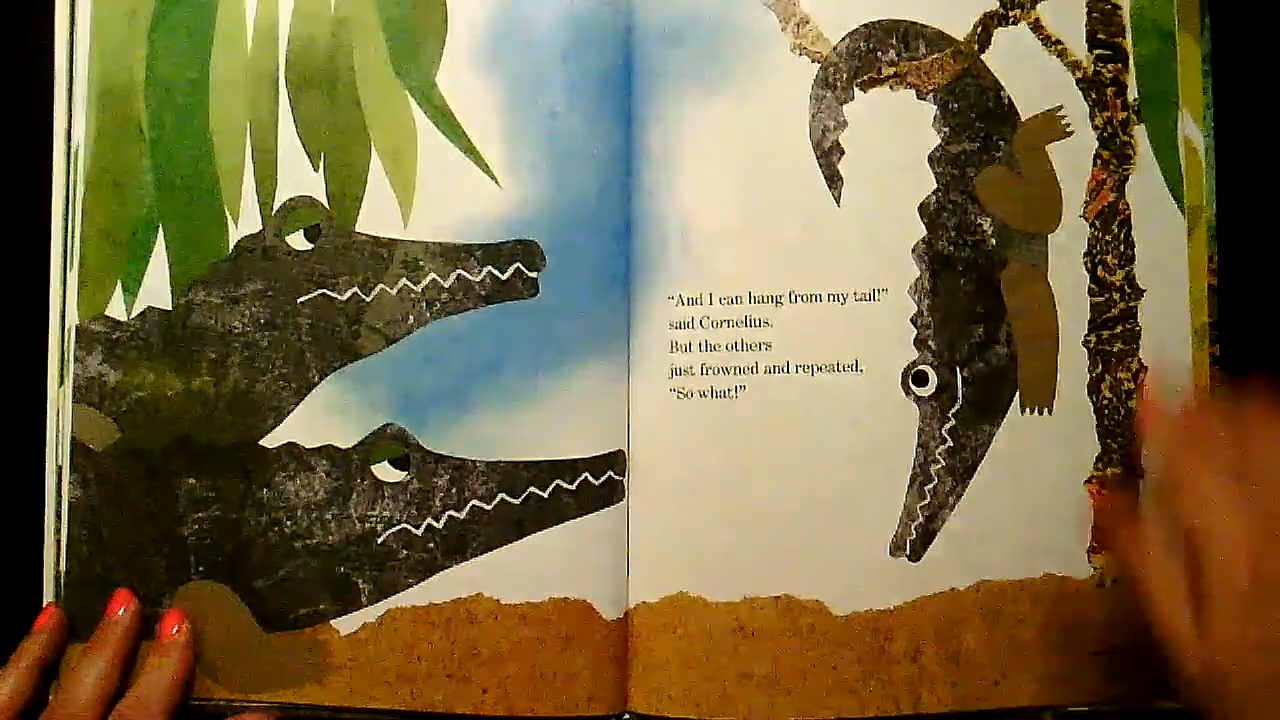 “And I can hang from my tail!”
said Cornelius.
But the others
just frowned and repeated,
“So what!”